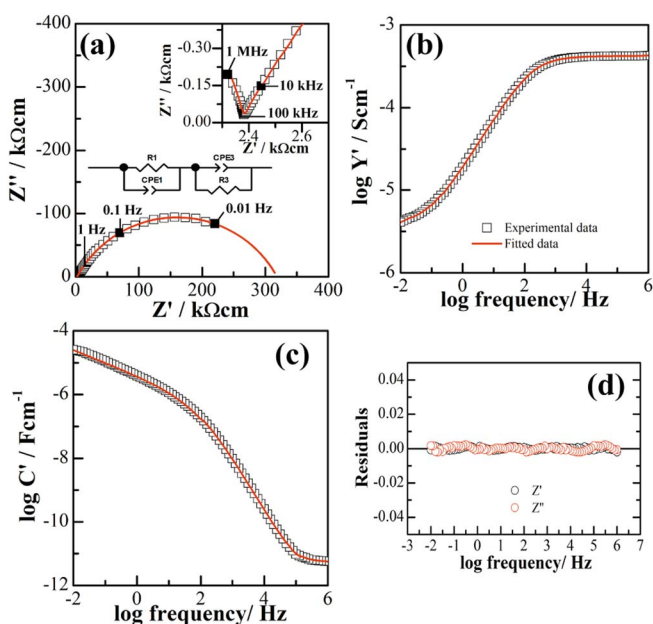 (a)
-400
-300
-200
-100
0
Z'' / kΩcm
0 100 200 300 400
Z' / kΩcm
0.1 Hz
0.01 Hz
1 Hz
R1
CPE1
CPE3
R3
-0.30
-0.15
0.00
Z'' / kΩcm
2.4 2.6
Z' / kΩcm
1 MHz
10 kHz
100 kHz
(b)
-3
-4
-5
-6
log Y' / Scm-1
-2 0 2 4 6
log frequency/ Hz
Experimental data
Fitted data
(c)
-4
-6
-8
-10
-12
log C' / Fcm-1
-2 0 2 4 6
log frequency/ Hz
(d)
0.04
0.02
0.00
-0.02
-0.04
Residuals
-3 -2 -1 0 1 2 3 4 5 6 7
log frequency/ Hz
Z'
Z''